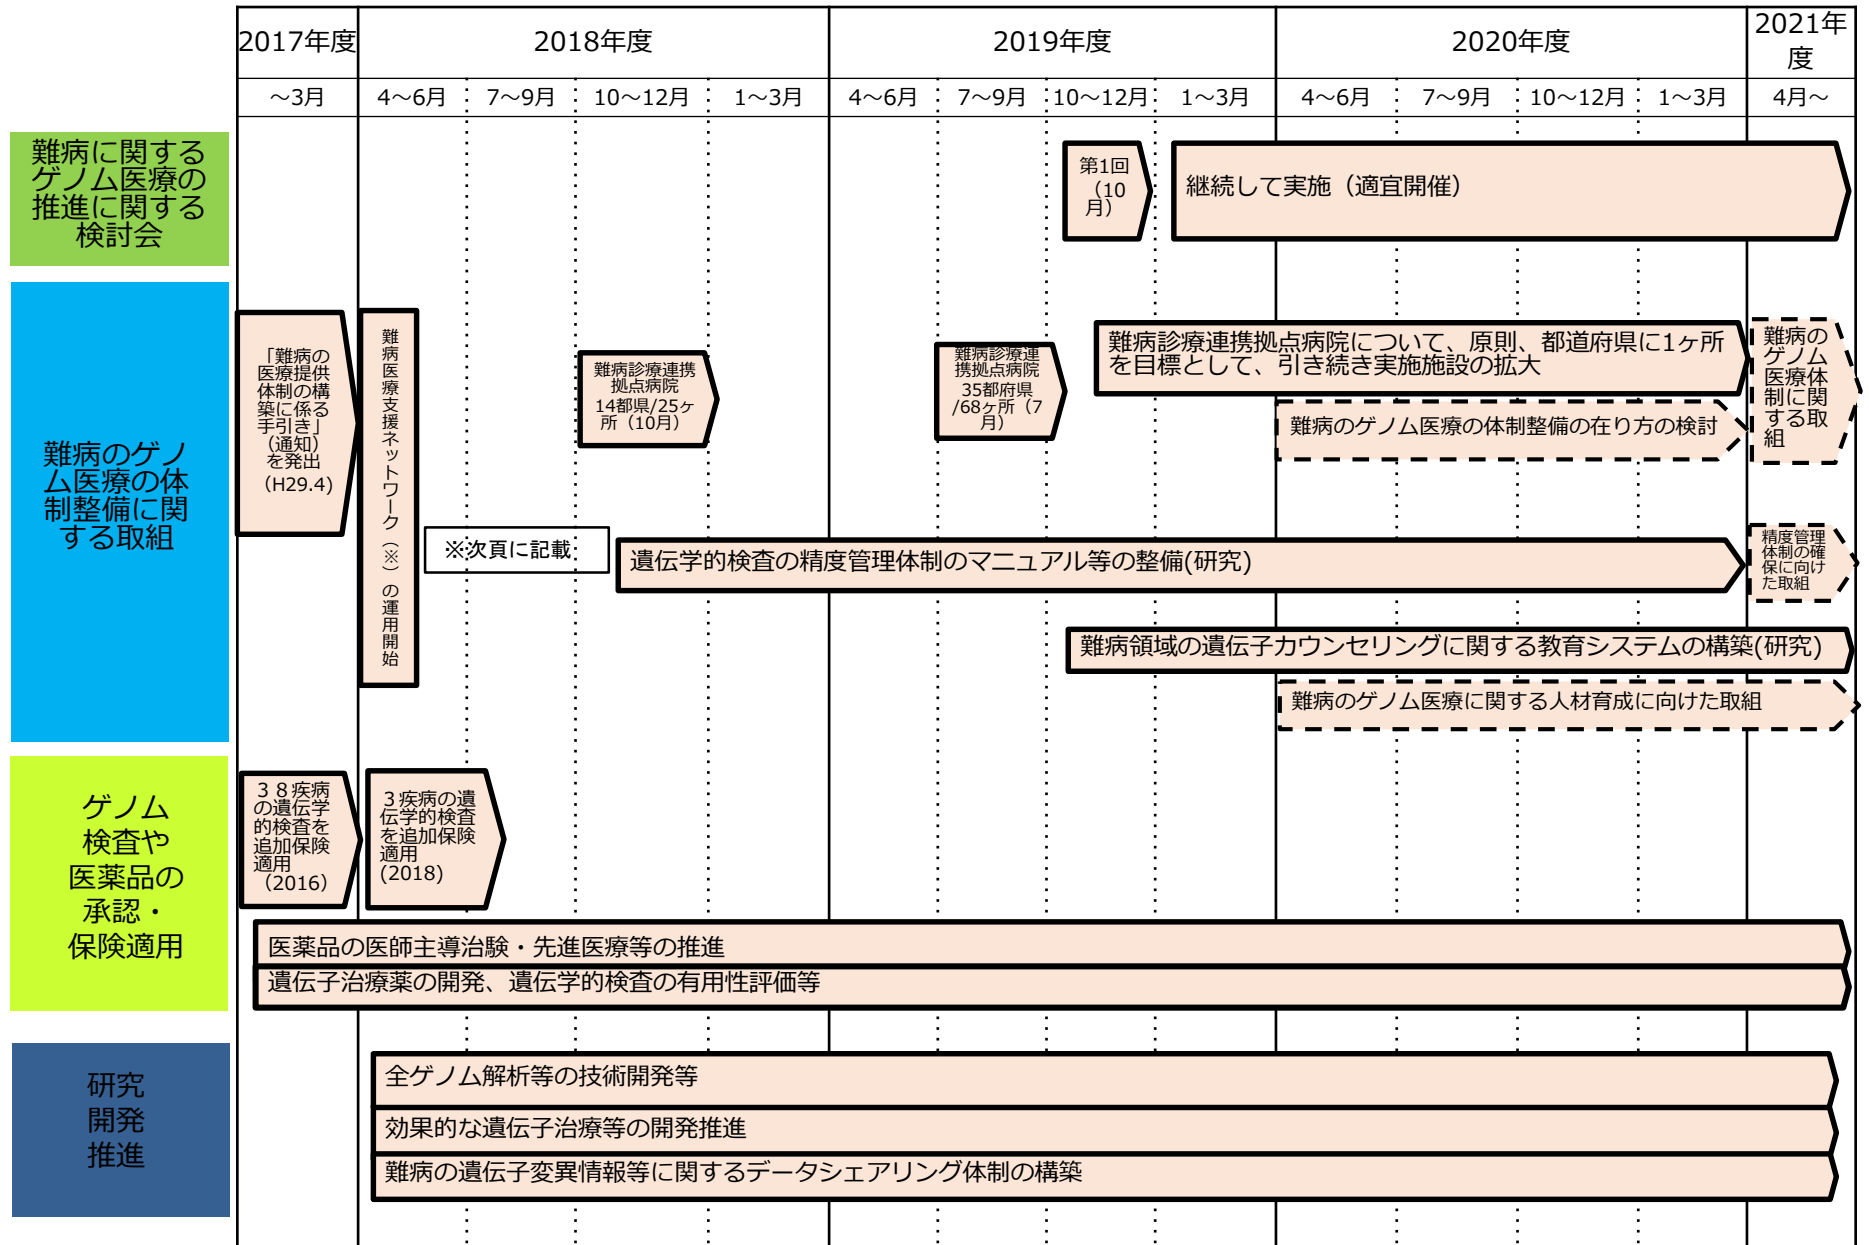 2017年度
2018年度
2019年度
2020年度
2021年
度
～3月
4～6月
7～9月
10～12月
1～3月
4～6月
7～9月
10～12月
1～3月
4～6月
7～9月
10～12月
1～3月
4月～
難病に関する
ゲノム医療の
推進に関する
検討会
第1回
（10
月）
継続して実施（適宜開催）
難病のゲノ
ム医療の体
制整備に関
する取組
「難病の
医療提供
体制の構
築に係る
手引き」
（通知）
を発出
（H29.4）
難病医療支援ネットワーク（※）の運用開始
難病診療連携
拠点病院
14都県/25ヶ
所（10月）
難病診療連
携拠点病院
35都府県
/68ヶ所（7
月）
難病診療連携拠点病院について、原則、都道府県に1ヶ所
を目標として、引き続き実施施設の拡大
難病のゲノム医療の体制整備の在り方の検討
難病の
ゲノム
医療体
制に関
する取
組
※次頁に記載
遺伝学的検査の精度管理体制のマニュアル等の整備(研究)
精度管理
体制の確
保に向け
た取組
難病領域の遺伝子カウンセリングに関する教育システムの構築(研究)
難病のゲノム医療に関する人材育成に向けた取組
ゲノム
検査や
医薬品の
承認・
保険適用
３８疾病
の遺伝学
的検査を
追加保険
適用
（2016）
３疾病の遺
伝学的検査
を追加保険
適用
(2018)
医薬品の医師主導治験・先進医療等の推進
遺伝子治療薬の開発、遺伝学的検査の有用性評価等
研究
開発
推進
全ゲノム解析等の技術開発等
効果的な遺伝子治療等の開発推進
難病の遺伝子変異情報等に関するデータシェアリング体制の構築